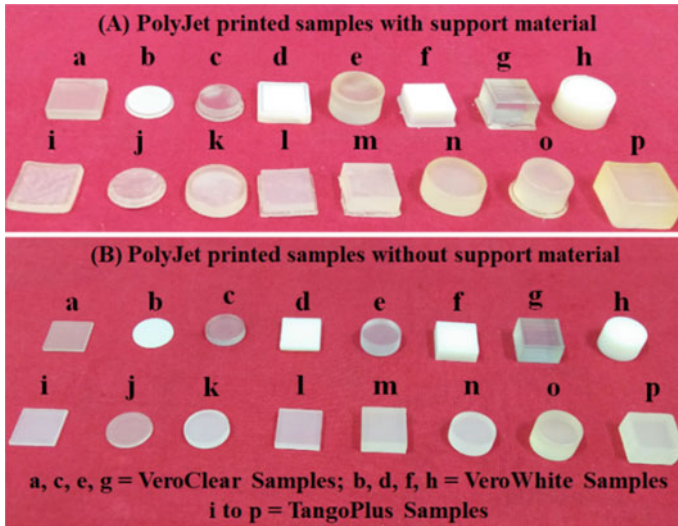 (A) PolyJet printed samples with support material
a b c d e f g h
i j k l m n o p
(B) PolyJet printed samples without support material
a b c d e f g h
i j k l m n o p
a, c, e, g = VeroClear Samples; b, d, f, h = VeroWhite Samples
i to p = TangoPlus Samples